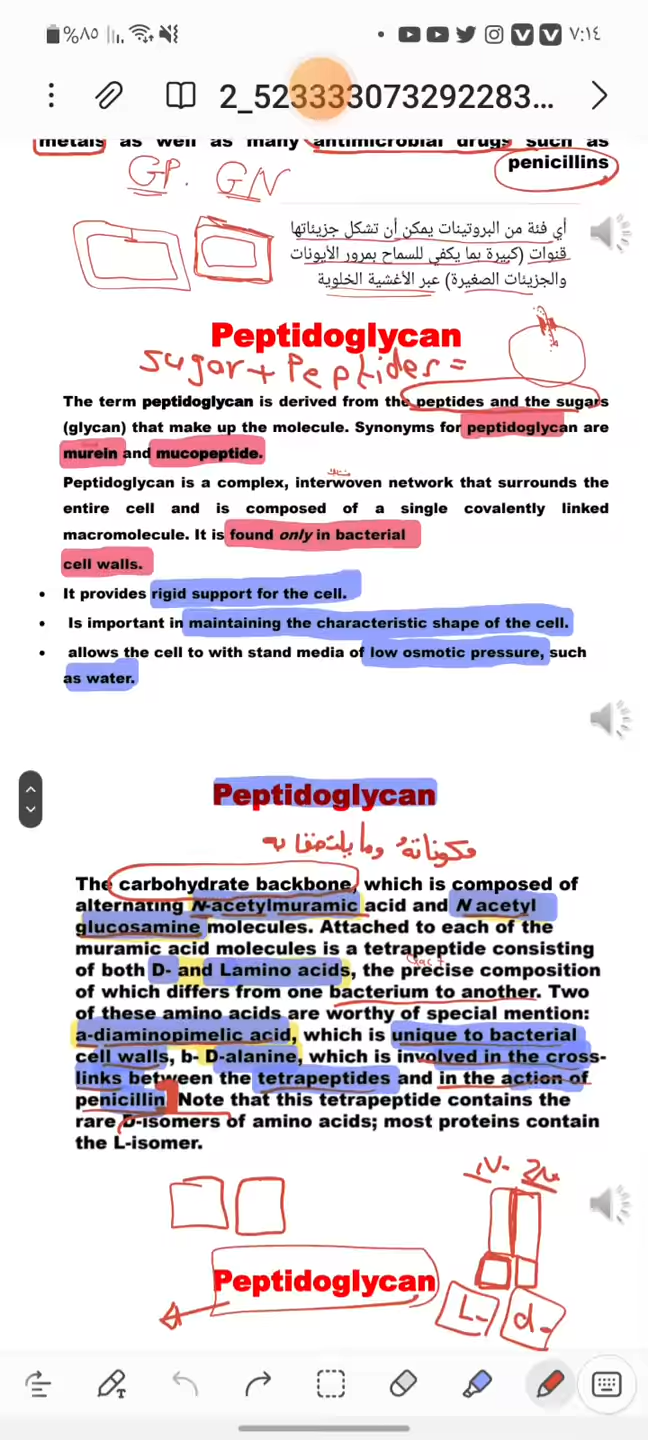 %٨٥
٧:١٤
2_523333073292283...
metals as well as many antimicrobial drugs such as
penicillins
GP. GN
أي فئة من البروتينات يمكن أن تشكل جزيئاتها
قنوات (كبيرة بما يكفي للسماح بمرور الأيونات
والجزيئات الصغيرة) عبر الأغشية الخلوية
Peptidoglycan
Sugar + Peptides =
The term peptidoglycan is derived from the peptides and the sugars
(glycan) that make up the molecule. Synonyms for peptidoglycan are
murein and mucopeptide.
Peptidoglycan is a complex, interwoven network that surrounds the
entire cell and is composed of a single covalently linked
macromolecule. It is found only in bacterial
cell walls.
• It provides rigid support for the cell.
• Is important in maintaining the characteristic shape of the cell.
• allows the cell to with stand media of low osmotic pressure, such
as water.
Peptidoglycan
مكوناته وما يلتصق به
The carbohydrate backbone, which is composed of
alternating N-acetylmuramic acid and N acetyl
glucosamine molecules. Attached to each of the
muramic acid molecules is a tetrapeptide consisting
of both D- and Lamino acids, the precise composition
of which differs from one bacterium to another. Two
of these amino acids are worthy of special mention:
a-diaminopimelic acid, which is unique to bacterial
cell walls, b- D-alanine, which is involved in the cross-
links between the tetrapeptides and in the action of
penicillin Note that this tetrapeptide contains the
rare D-isomers of amino acids; most proteins contain
the L-isomer.
Peptidoglycan
L- d-